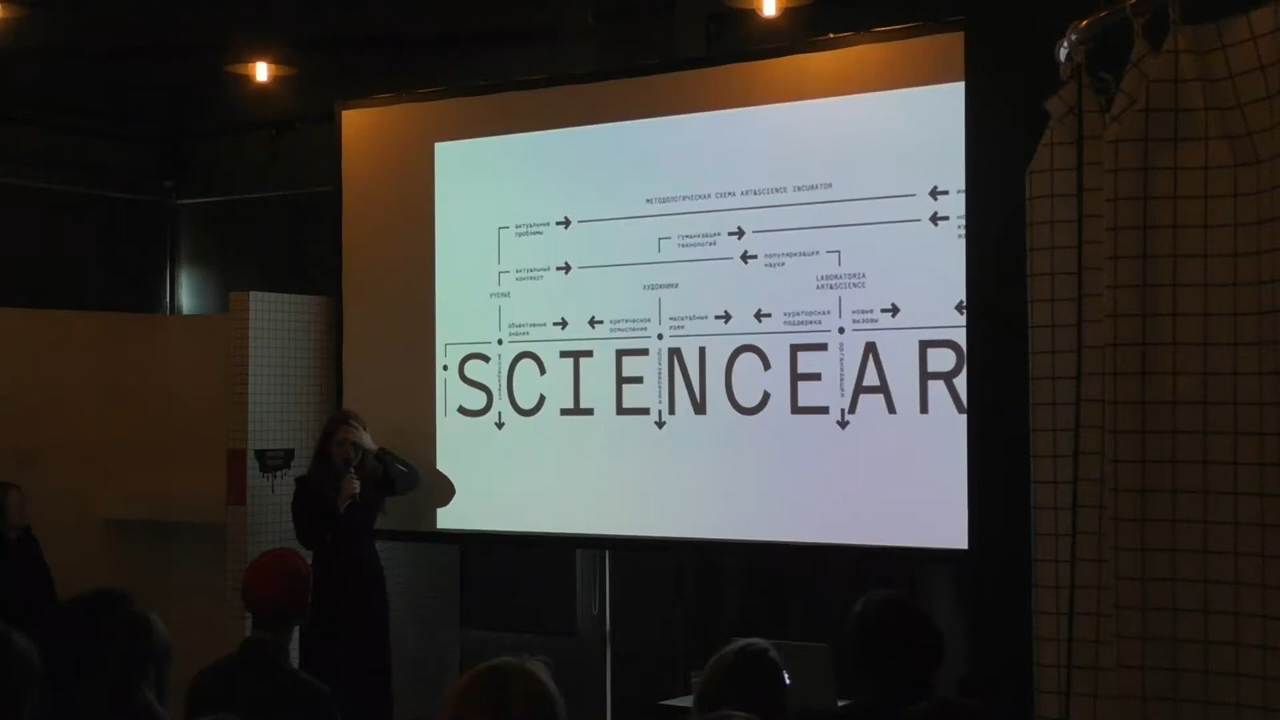 МЕТОДОЛОГИЧЕСКАЯ СХЕМА ART&SCIENCE INCUBATOR
актуальные
проблемы
гуманизация
технологий
популяризация
науки
актуальный
контекст
LABORATORIA
ART&SCIENCE
ХУДОЖНИКИ
УЧЕНЫЕ
объективные
знания
критическое
осмысление
масштабные
идеи
кураторская
поддержка
новые
вызовы
SCIENCEAR